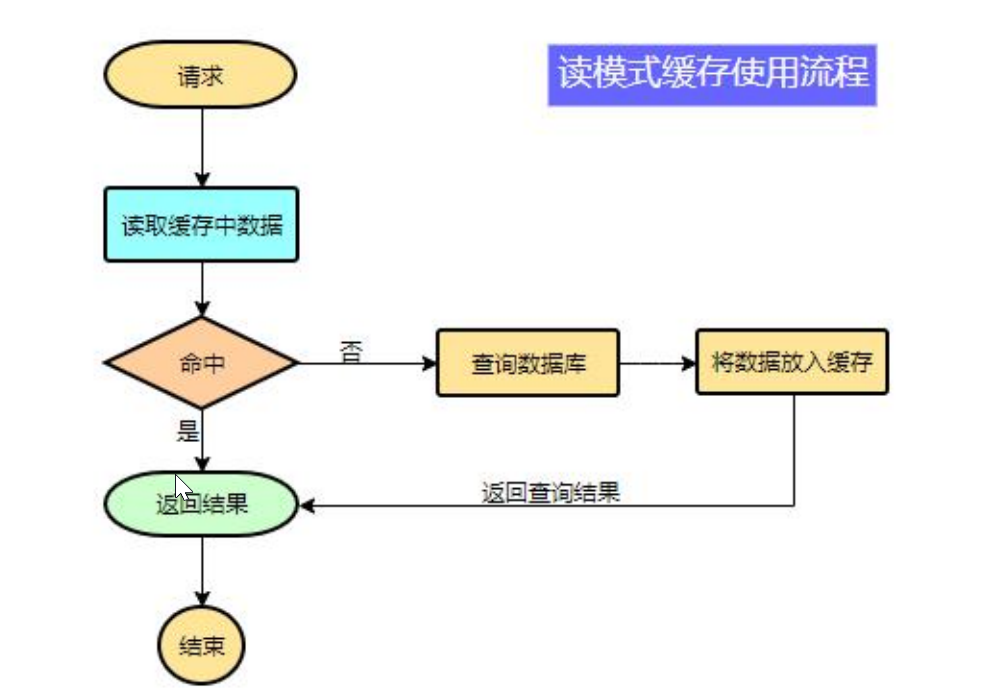 请求
读模式缓存使用流程
读取缓存中数据
命中
否
查询数据库
将数据放入缓存
是
返回查询结果
返回结果
结束